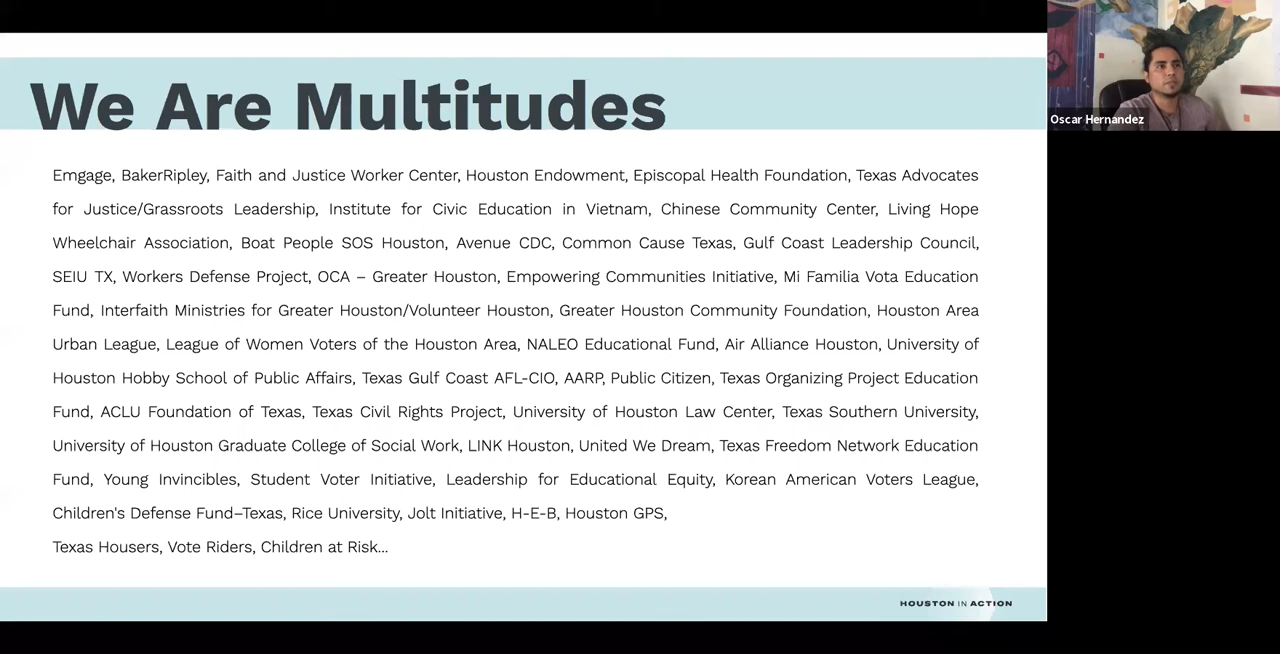 We Are Multitudes
Emgage, BakerRipley, Faith and Justice Worker Center, Houston Endowment, Episcopal Health Foundation, Texas Advocates
for Justice/Grassroots Leadership, Institute for Civic Education in Vietnam, Chinese Community Center, Living Hope
Wheelchair Association, Boat People SOS Houston, Avenue CDC, Common Cause Texas, Gulf Coast Leadership Council,
SEIU TX, Workers Defense Project, OCA – Greater Houston, Empowering Communities Initiative, Mi Familia Vota Education
Fund, Interfaith Ministries for Greater Houston/Volunteer Houston, Greater Houston Community Foundation, Houston Area
Urban League, League of Women Voters of the Houston Area, NALEO Educational Fund, Air Alliance Houston, University of
Houston Hobby School of Public Affairs, Texas Gulf Coast AFL-CIO, AARP, Public Citizen, Texas Organizing Project Education
Fund, ACLU Foundation of Texas, Texas Civil Rights Project, University of Houston Law Center, Texas Southern University,
University of Houston Graduate College of Social Work, LINK Houston, United We Dream, Texas Freedom Network Education
Fund, Young Invincibles, Student Voter Initiative, Leadership for Educational Equity, Korean American Voters League,
Children's Defense Fund–Texas, Rice University, Jolt Initiative, H-E-B, Houston GPS,
Texas Housers, Vote Riders, Children at Risk...
HOUSTON IN ACTION
Oscar Hernandez